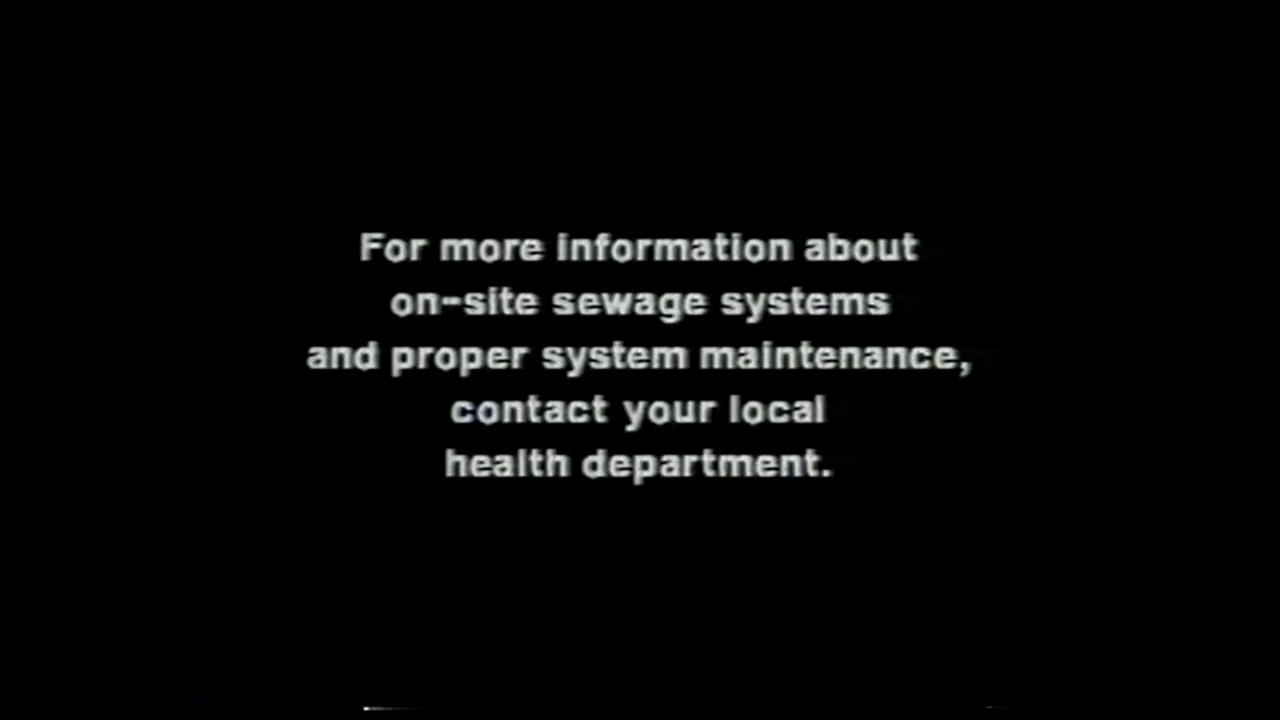 For more information about
on-site sewage systems
and proper system maintenance,
contact your local
health department.